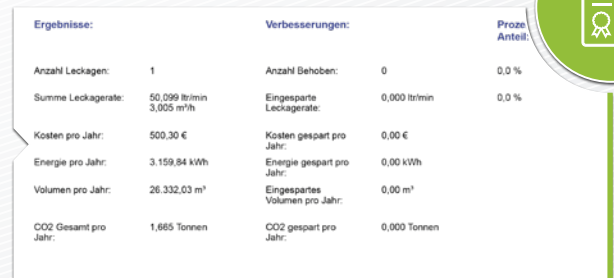 Ergebnisse: Verbesserungen: Proze
Anteil:
Anzahl Leckagen: 1 Anzahl Behoben: 0 0,0 %
Summe Leckagerate: 50,099 ltr/min Eingesparte 0,000 ltr/min 0,0 %
3,005 m³/h Leckagerate:
Kosten pro Jahr: 500,30 € Kosten gespart pro 0,00 €
Jahr:
Energie pro Jahr: 3.159,84 kWh Energie gespart pro 0,00 kWh
Jahr:
Volumen pro Jahr: 26.332,03 m³ Eingespartes 0,00 m³
Volumen pro Jahr:
CO2 Gesamt pro 1,665 Tonnen CO2 gespart pro 0,000 Tonnen
Jahr: Jahr: